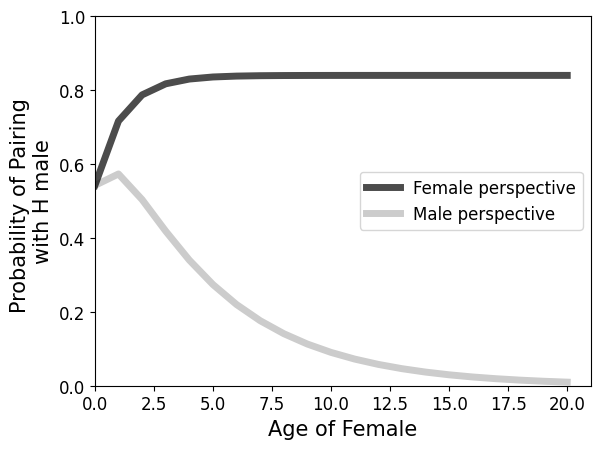 1.0
0.8
0.6
0.4
0.2
0.0
Probability of Pairing
with H male
Female perspective
Male perspective
0.0 2.5 5.0 7.5 10.0 12.5 15.0 17.5 20.0
Age of Female